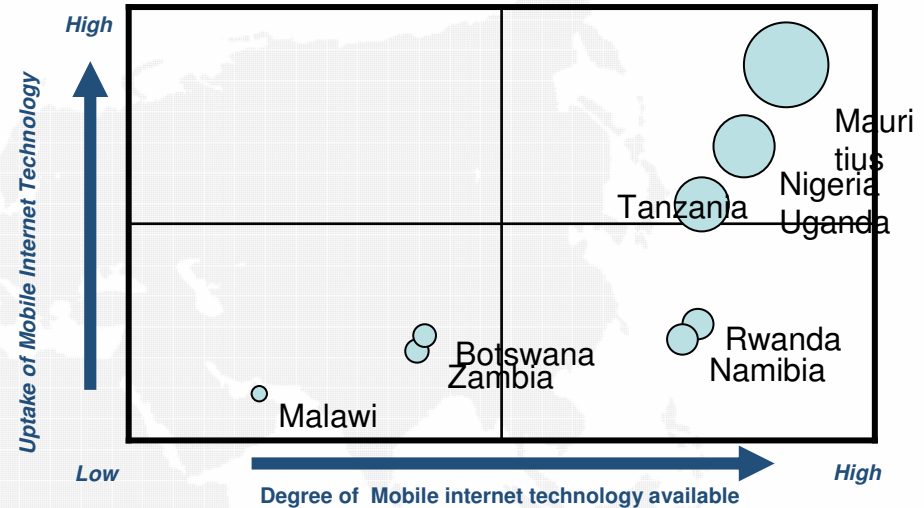 High
Uptake of Mobile Internet Technology
Mauri
tius
Nigeria
Tanzania
Uganda
Rwanda
Botswana
Namibia
Zambia
Malawi
Low
High
Degree of Mobile internet technology available